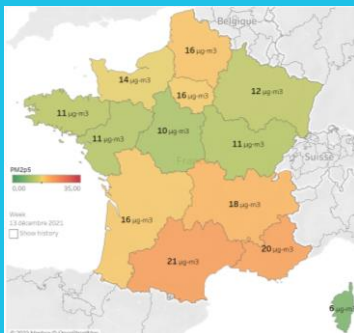 Belgique
16 µg-m3
14 µg-m3
16 µg-m3
12 µg-m3
11 µg-m3
11 µg-m3
10 µg-m3
11 µg-m3
Suisse
PM2p5
0,00 35,00
Week
13 décembre 2021
Show history
16 µg-m3
18 µg-m3
21 µg-m3
20 µg-m3
6 µg-m3